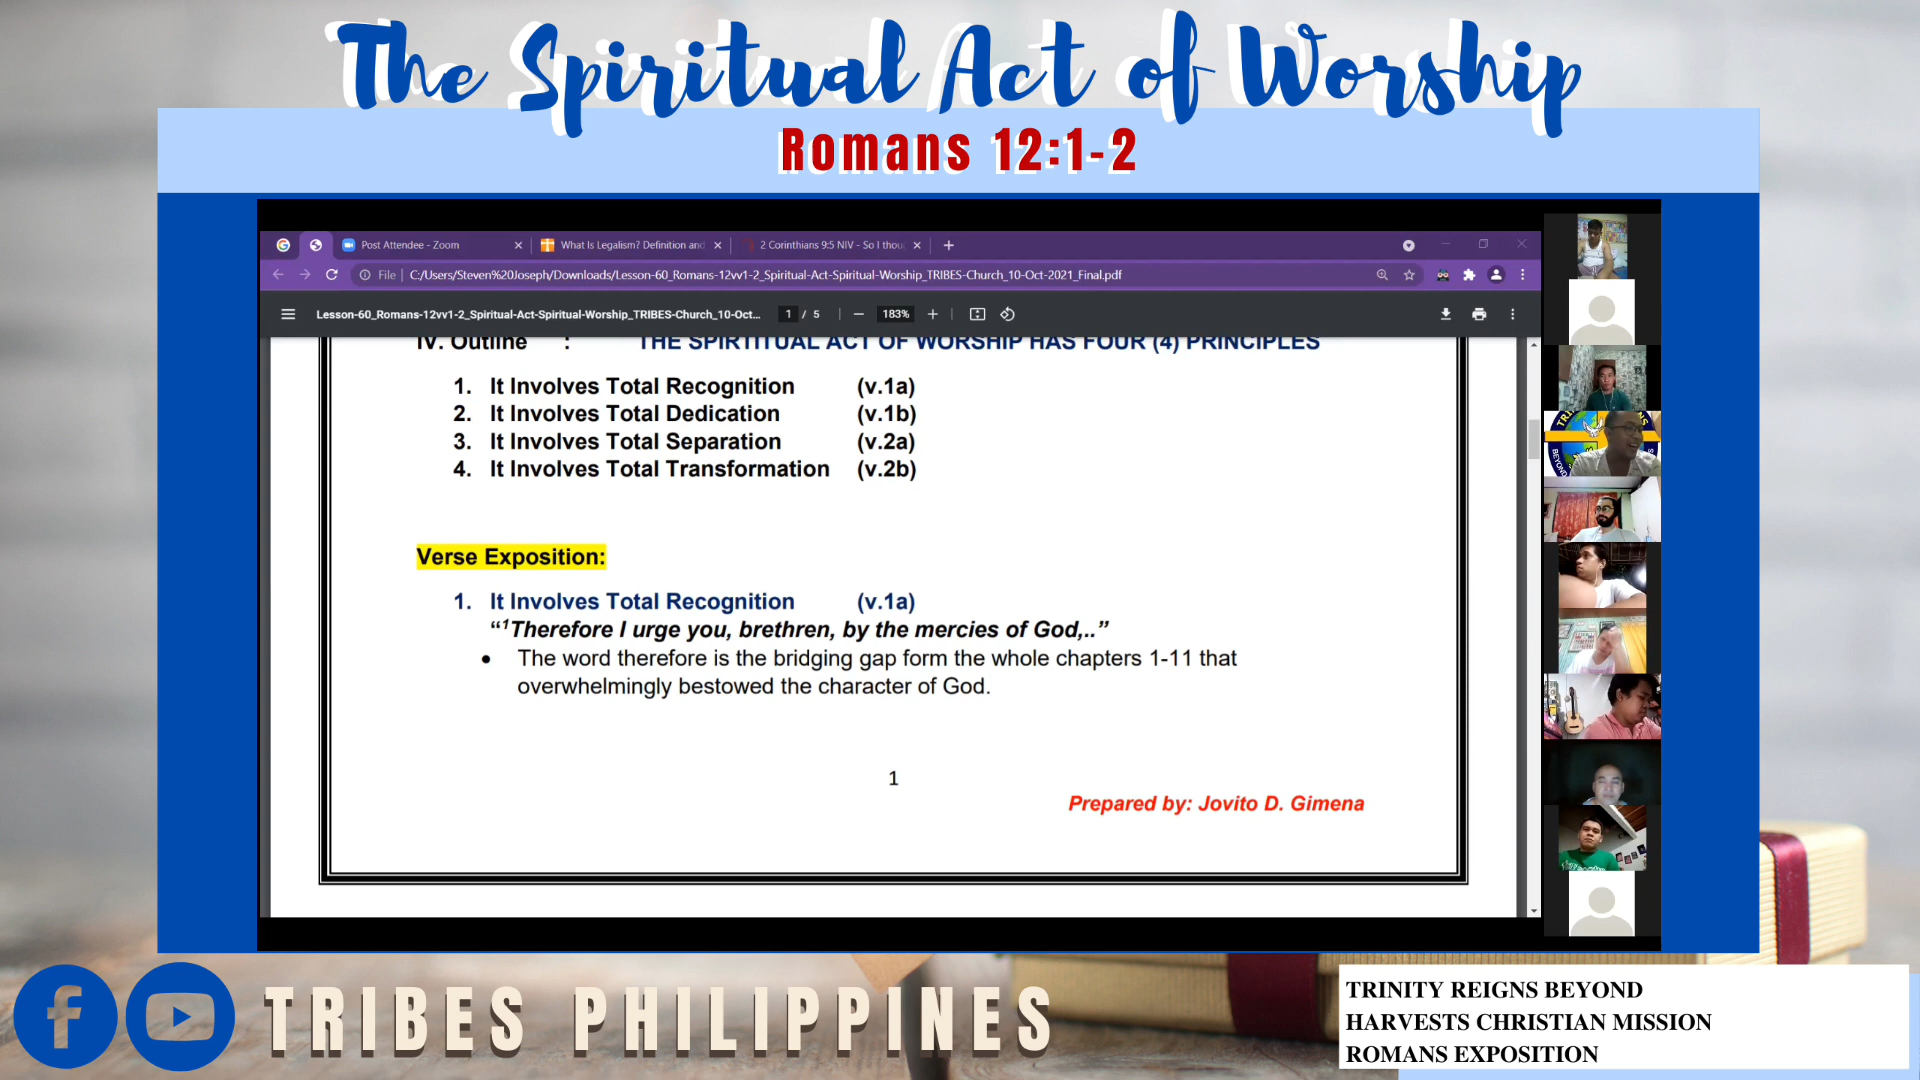 The Spiritual Act of Worship
Romans 12:1-2
Post Attendee - Zoom
What Is Legalism? Definition and
2 Corinthians 9:5 NIV - So I thou
File | C:/Users/Steven%20Joseph/Downloads/Lesson-60_Romans-12vv1-2_Spiritual-Act-Spiritual-Worship_TRIBES-Church_10-Oct-2021_Final.pdf
Lesson-60_Romans-12vv1-2_Spiritual-Act-Spiritual-Worship_TRIBES-Church_10-Oct... 1 / 5 — 183% +
IV. Outline : THE SPIRTITUAL ACT OF WORSHIP HAS FOUR (4) PRINCIPLES
1. It Involves Total Recognition (v.1a)
2. It Involves Total Dedication (v.1b)
3. It Involves Total Separation (v.2a)
4. It Involves Total Transformation (v.2b)
Verse Exposition:
1. It Involves Total Recognition (v.1a)
“1Therefore I urge you, brethren, by the mercies of God,..”
• The word therefore is the bridging gap form the whole chapters 1-11 that
overwhelmingly bestowed the character of God.
1
Prepared by: Jovito D. Gimena
TRIBES PHILIPPINES
TRINITY REIGNS BEYOND
HARVESTS CHRISTIAN MISSION
ROMANS EXPOSITION